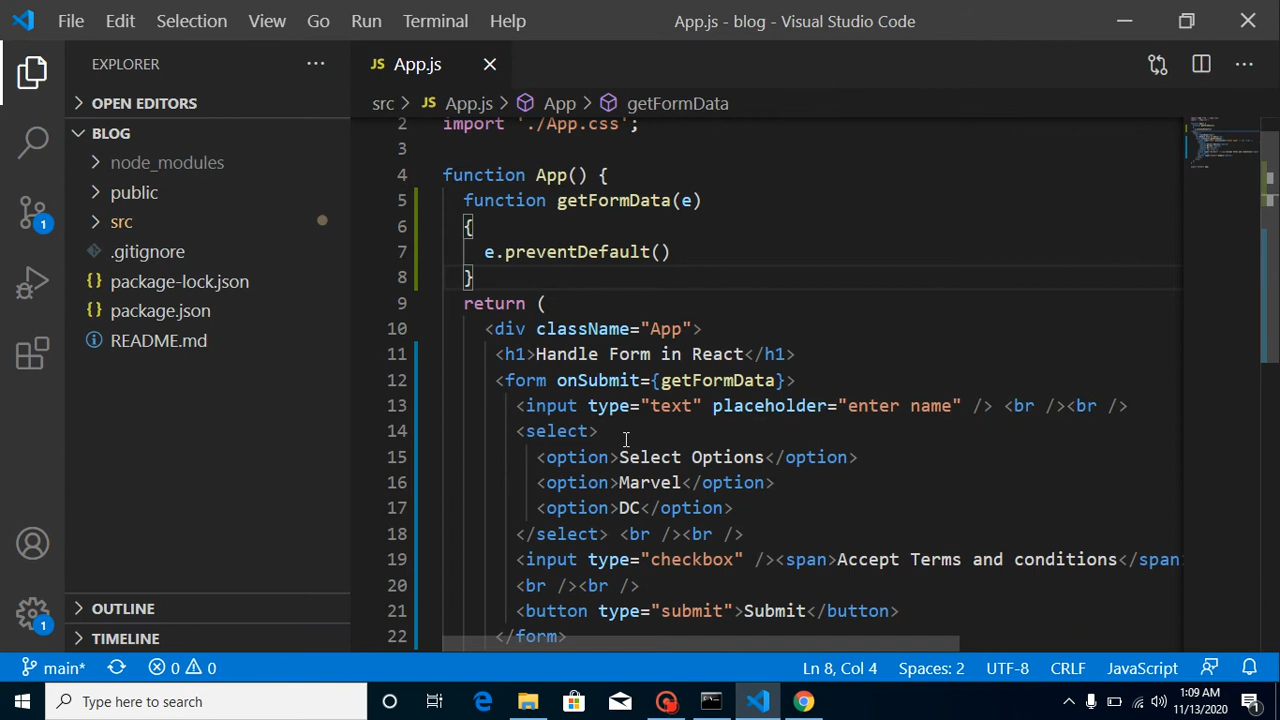 File Edit Selection View Go Run Terminal Help App.js - blog - Visual Studio Code
EXPLORER
App.js
OPEN EDITORS
src App.js App getFormData
BLOG
node_modules
public
src
.gitignore
package-lock.json
package.json
README.md
OUTLINE
TIMELINE
1
1
2 import './App.css';
3
4 function App() {
5 function getFormData(e)
6 {
7 e.preventDefault()
8 }
9 return (
10 <div className="App">
11 <h1>Handle Form in React</h1>
12 <form onSubmit={getFormData}>
13 <input type="text" placeholder="enter name" /> <br /><br />
14 <select>
15 <option>Select Options</option>
16 <option>Marvel</option>
17 <option>DC</option>
18 </select> <br /><br />
19 <input type="checkbox" /><span>Accept Terms and conditions</span
20 <br /><br />
21 <button type="submit">Submit</button>
22 </form>
main* 0 0 Ln 8, Col 4 Spaces: 2 UTF-8 CRLF JavaScript
Type here to search
1:09 AM
11/13/2020
1